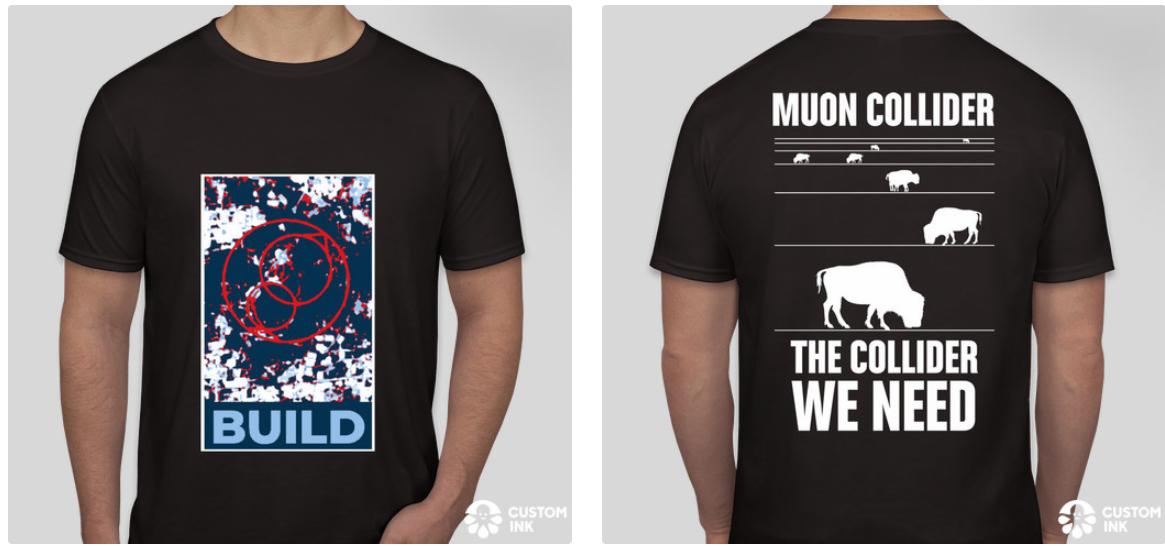 BUILD
CUSTOM
INK
MUON COLLIDER
THE COLLIDER
WE NEED
CUSTOM
INK